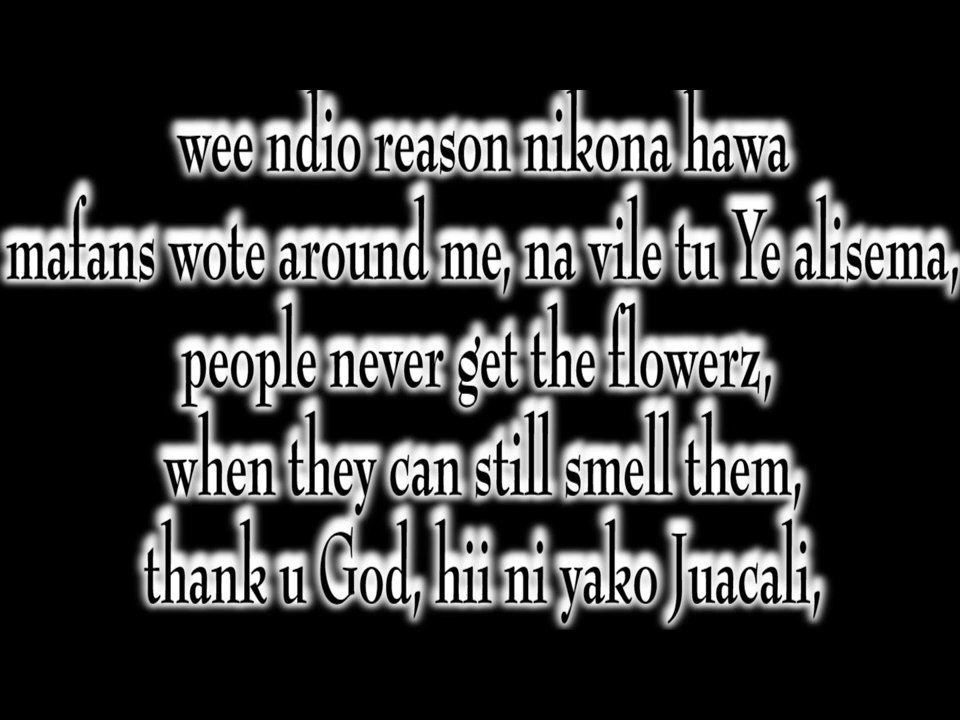 wee ndio reason nikona hawa
mafans wote around me, na vile tu Ye alisema,
people never get the flowerz,
when they can still smell them,
thank u God, hii ni yako Juacali,